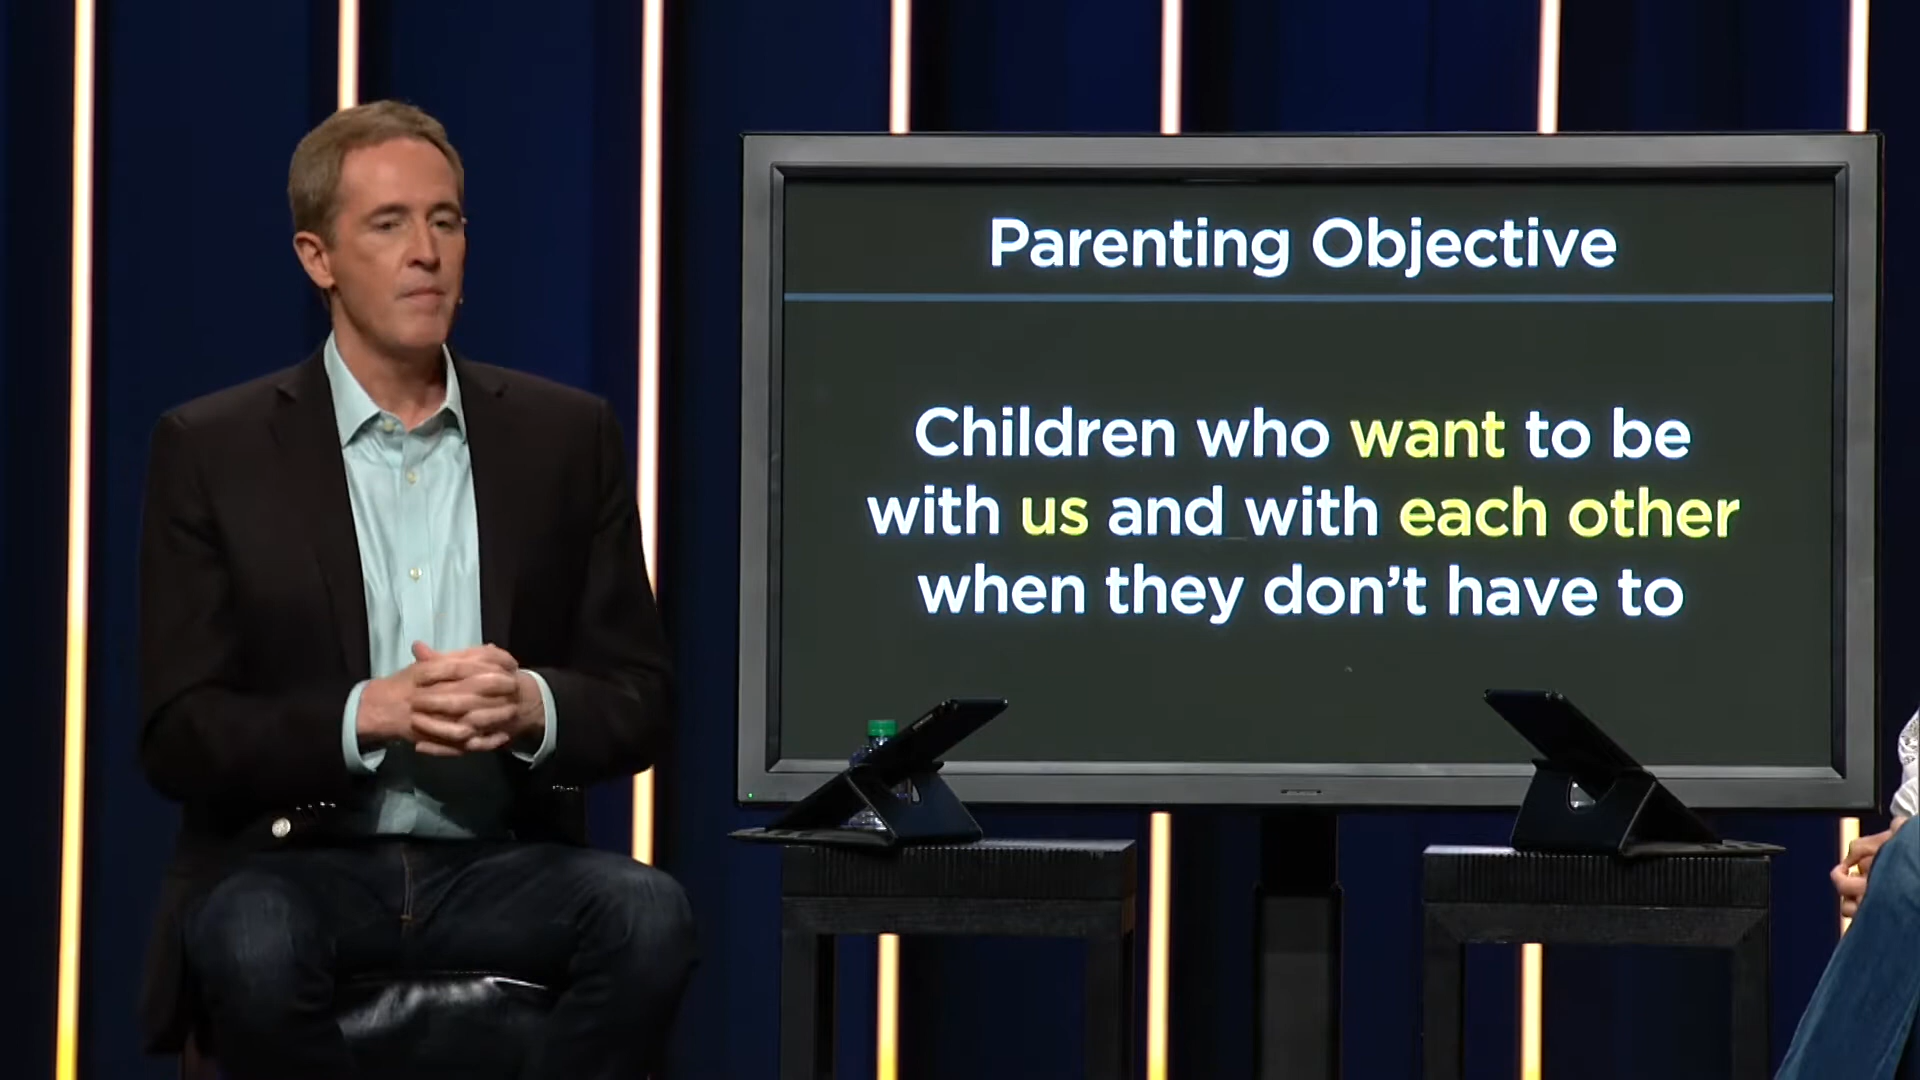 Parenting Objective
Children who want to be
with us and with each other
when they don’t have to